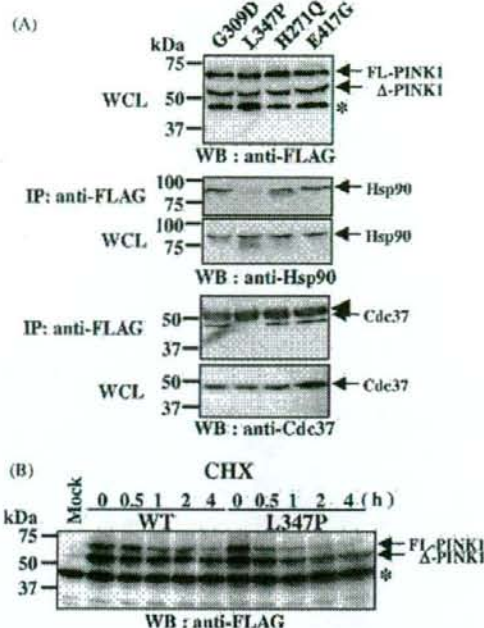 (A)
kDa
G309D
L347P
H271Q
E417G
75
WCL
50
37
FL-PINK1
Δ-PINK1
*
WB : anti-FLAG
IP: anti-FLAG
100
75
Hsp90
WCL
100
75
Hsp90
WB : anti-Hsp90
IP: anti-FLAG
50
37
Cdc37
WCL
50
37
Cdc37
WB : anti-Cdc37
(B)
CHX
Mock
0 0.5 1 2 4 0 0.5 1 2 4 (h)
kDa
WT
L347P
75
50
37
FL-PINK1
Δ-PINK1
*
WB : anti-FLAG